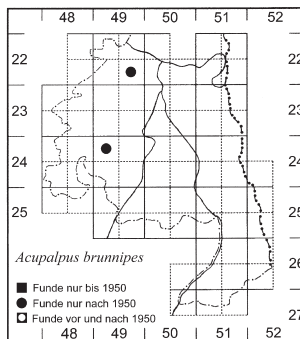 48 49 50 51 52
22 22
23 23
24 24
25 25
26
27
48 49 50 51 52
Acupalpus brunnipes
Funde nur bis 1950
Funde nur nach 1950
Funde vor und nach 1950